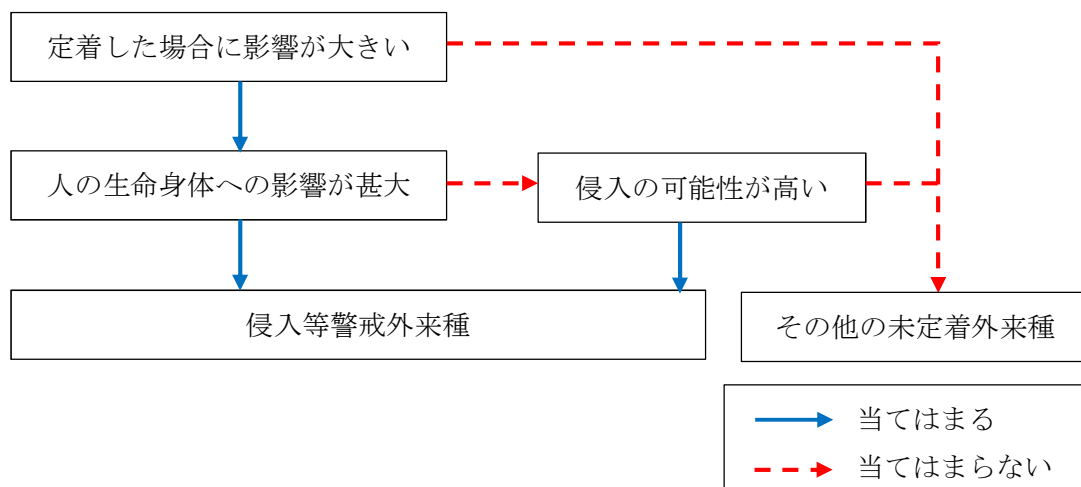 定着した場合に影響が大きい
人の生命身体への影響が甚大
侵入の可能性が高い
侵入等警戒外来種
その他の未定着外来種
当てはまる
当てはまらない